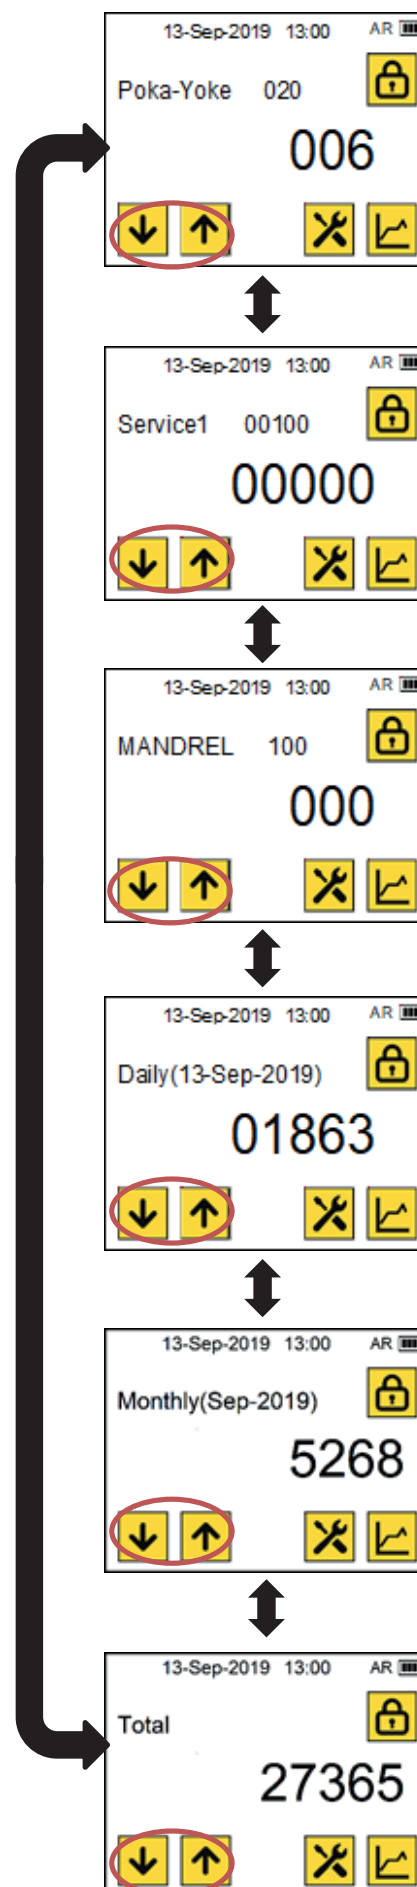 13-Sep-2019 13:00 AR
Poka-Yoke 020
006
13-Sep-2019 13:00 AR
Service1 00100
00000
13-Sep-2019 13:00 AR
MANDREL 100
000
13-Sep-2019 13:00 AR
Daily(13-Sep-2019)
01863
13-Sep-2019 13:00 AR
Monthly(Sep-2019)
5268
13-Sep-2019 13:00 AR
Total
27365